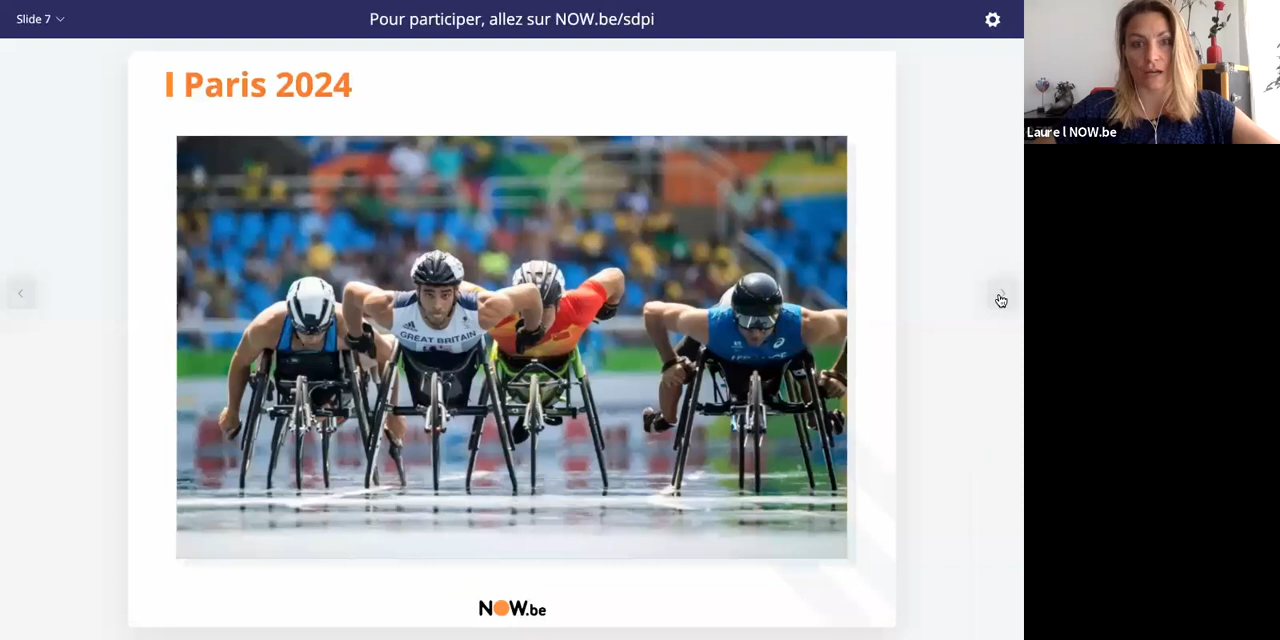 Slide 7
Pour participer, allez sur NOW.be/sdpi
I Paris 2024
GREAT BRITAIN
NOW.be
Laure l NOW.be